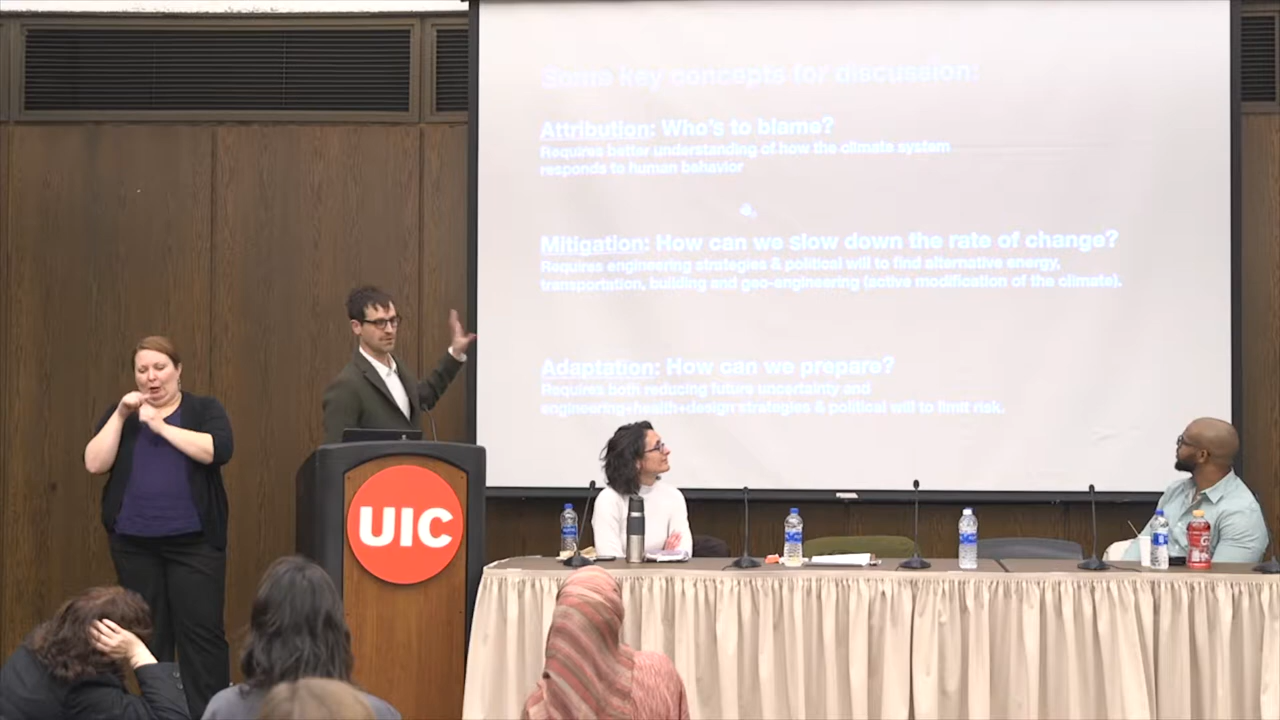 Some key concepts for discussion:
Attribution: Who's to blame?
Requires better understanding of how the climate system
responds to human behavior
Mitigation: How can we slow down the rate of change?
Requires engineering strategies & political will to find alternative energy,
transportation, building and geo-engineering (active modification of the climate).
Adaptation: How can we prepare?
Requires both reducing future uncertainty and
engineering+health+design strategies & political will to limit risk.
UIC